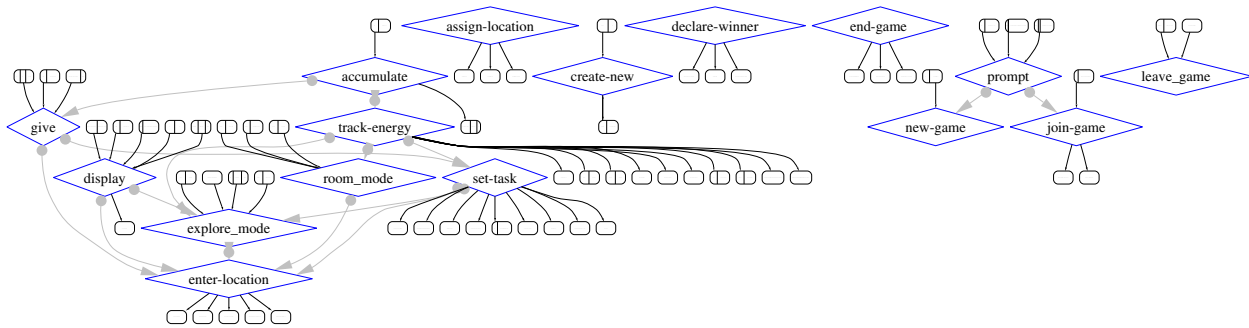 assign-location
declare-winner
end-game
accumulate
create-new
prompt
leave_game
give
track-energy
new-game
join-game
display
room_mode
set-task
explore_mode
enter-location